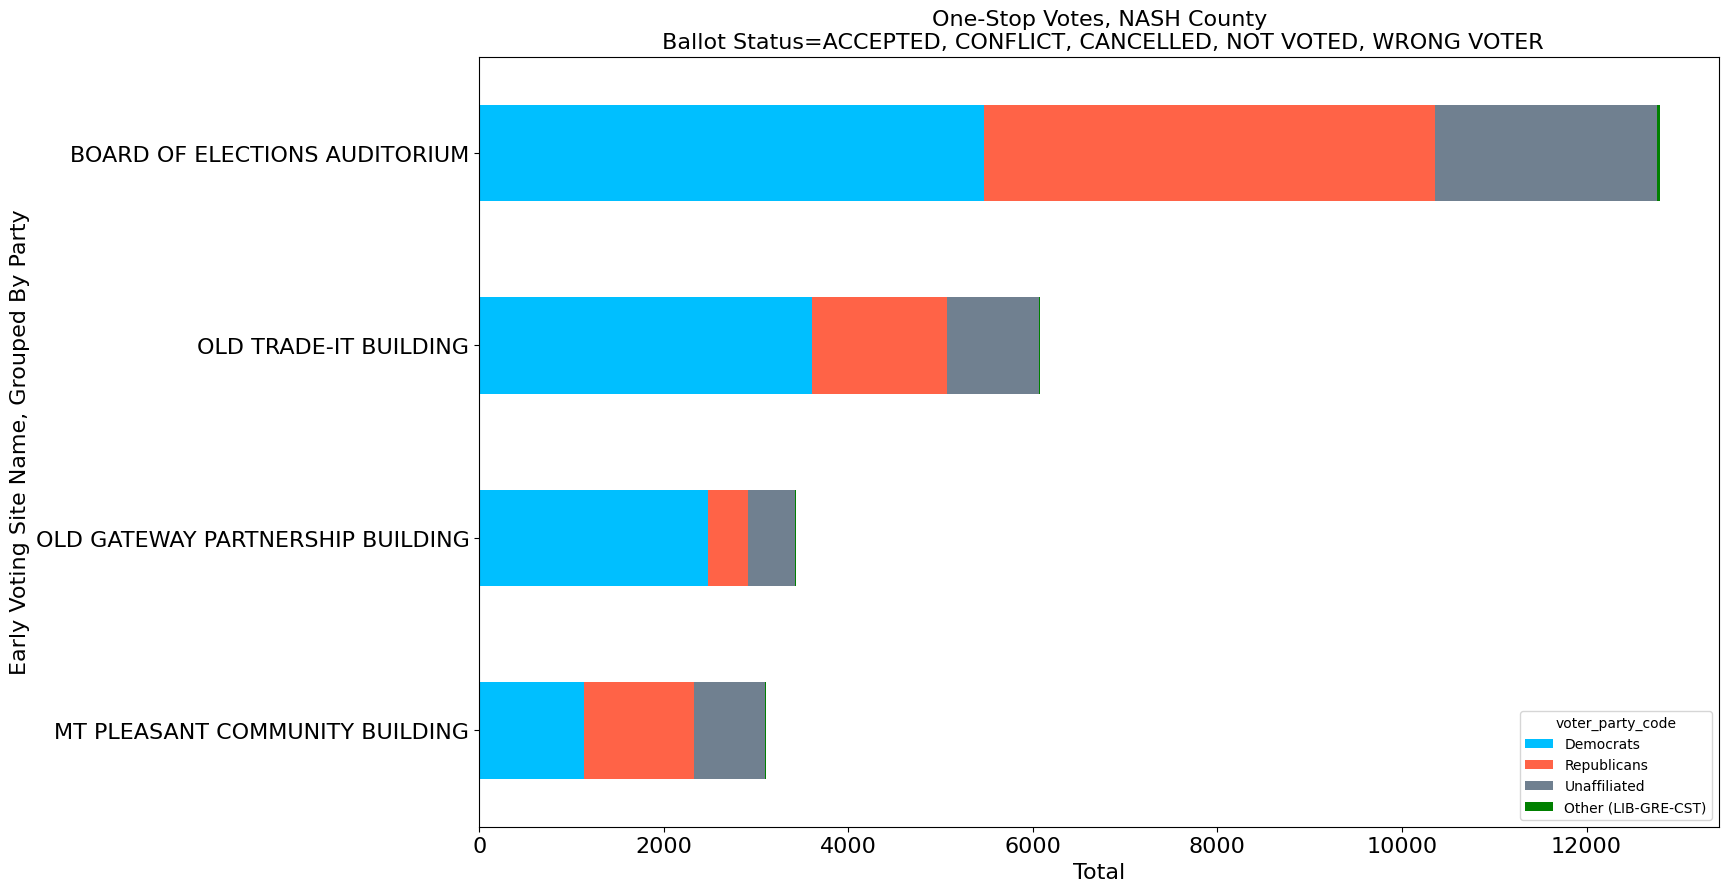 One-Stop Votes, NASH County
Ballot Status=ACCEPTED, CONFLICT, CANCELLED, NOT VOTED, WRONG VOTER
Early Voting Site Name, Grouped By Party
BOARD OF ELECTIONS AUDITORIUM
OLD TRADE-IT BUILDING
OLD GATEWAY PARTNERSHIP BUILDING
MT PLEASANT COMMUNITY BUILDING
voter_party_code
Democrats
Republicans
Unaffiliated
Other (LIB-GRE-CST)
0 2000 4000 6000 8000 10000 12000
Total